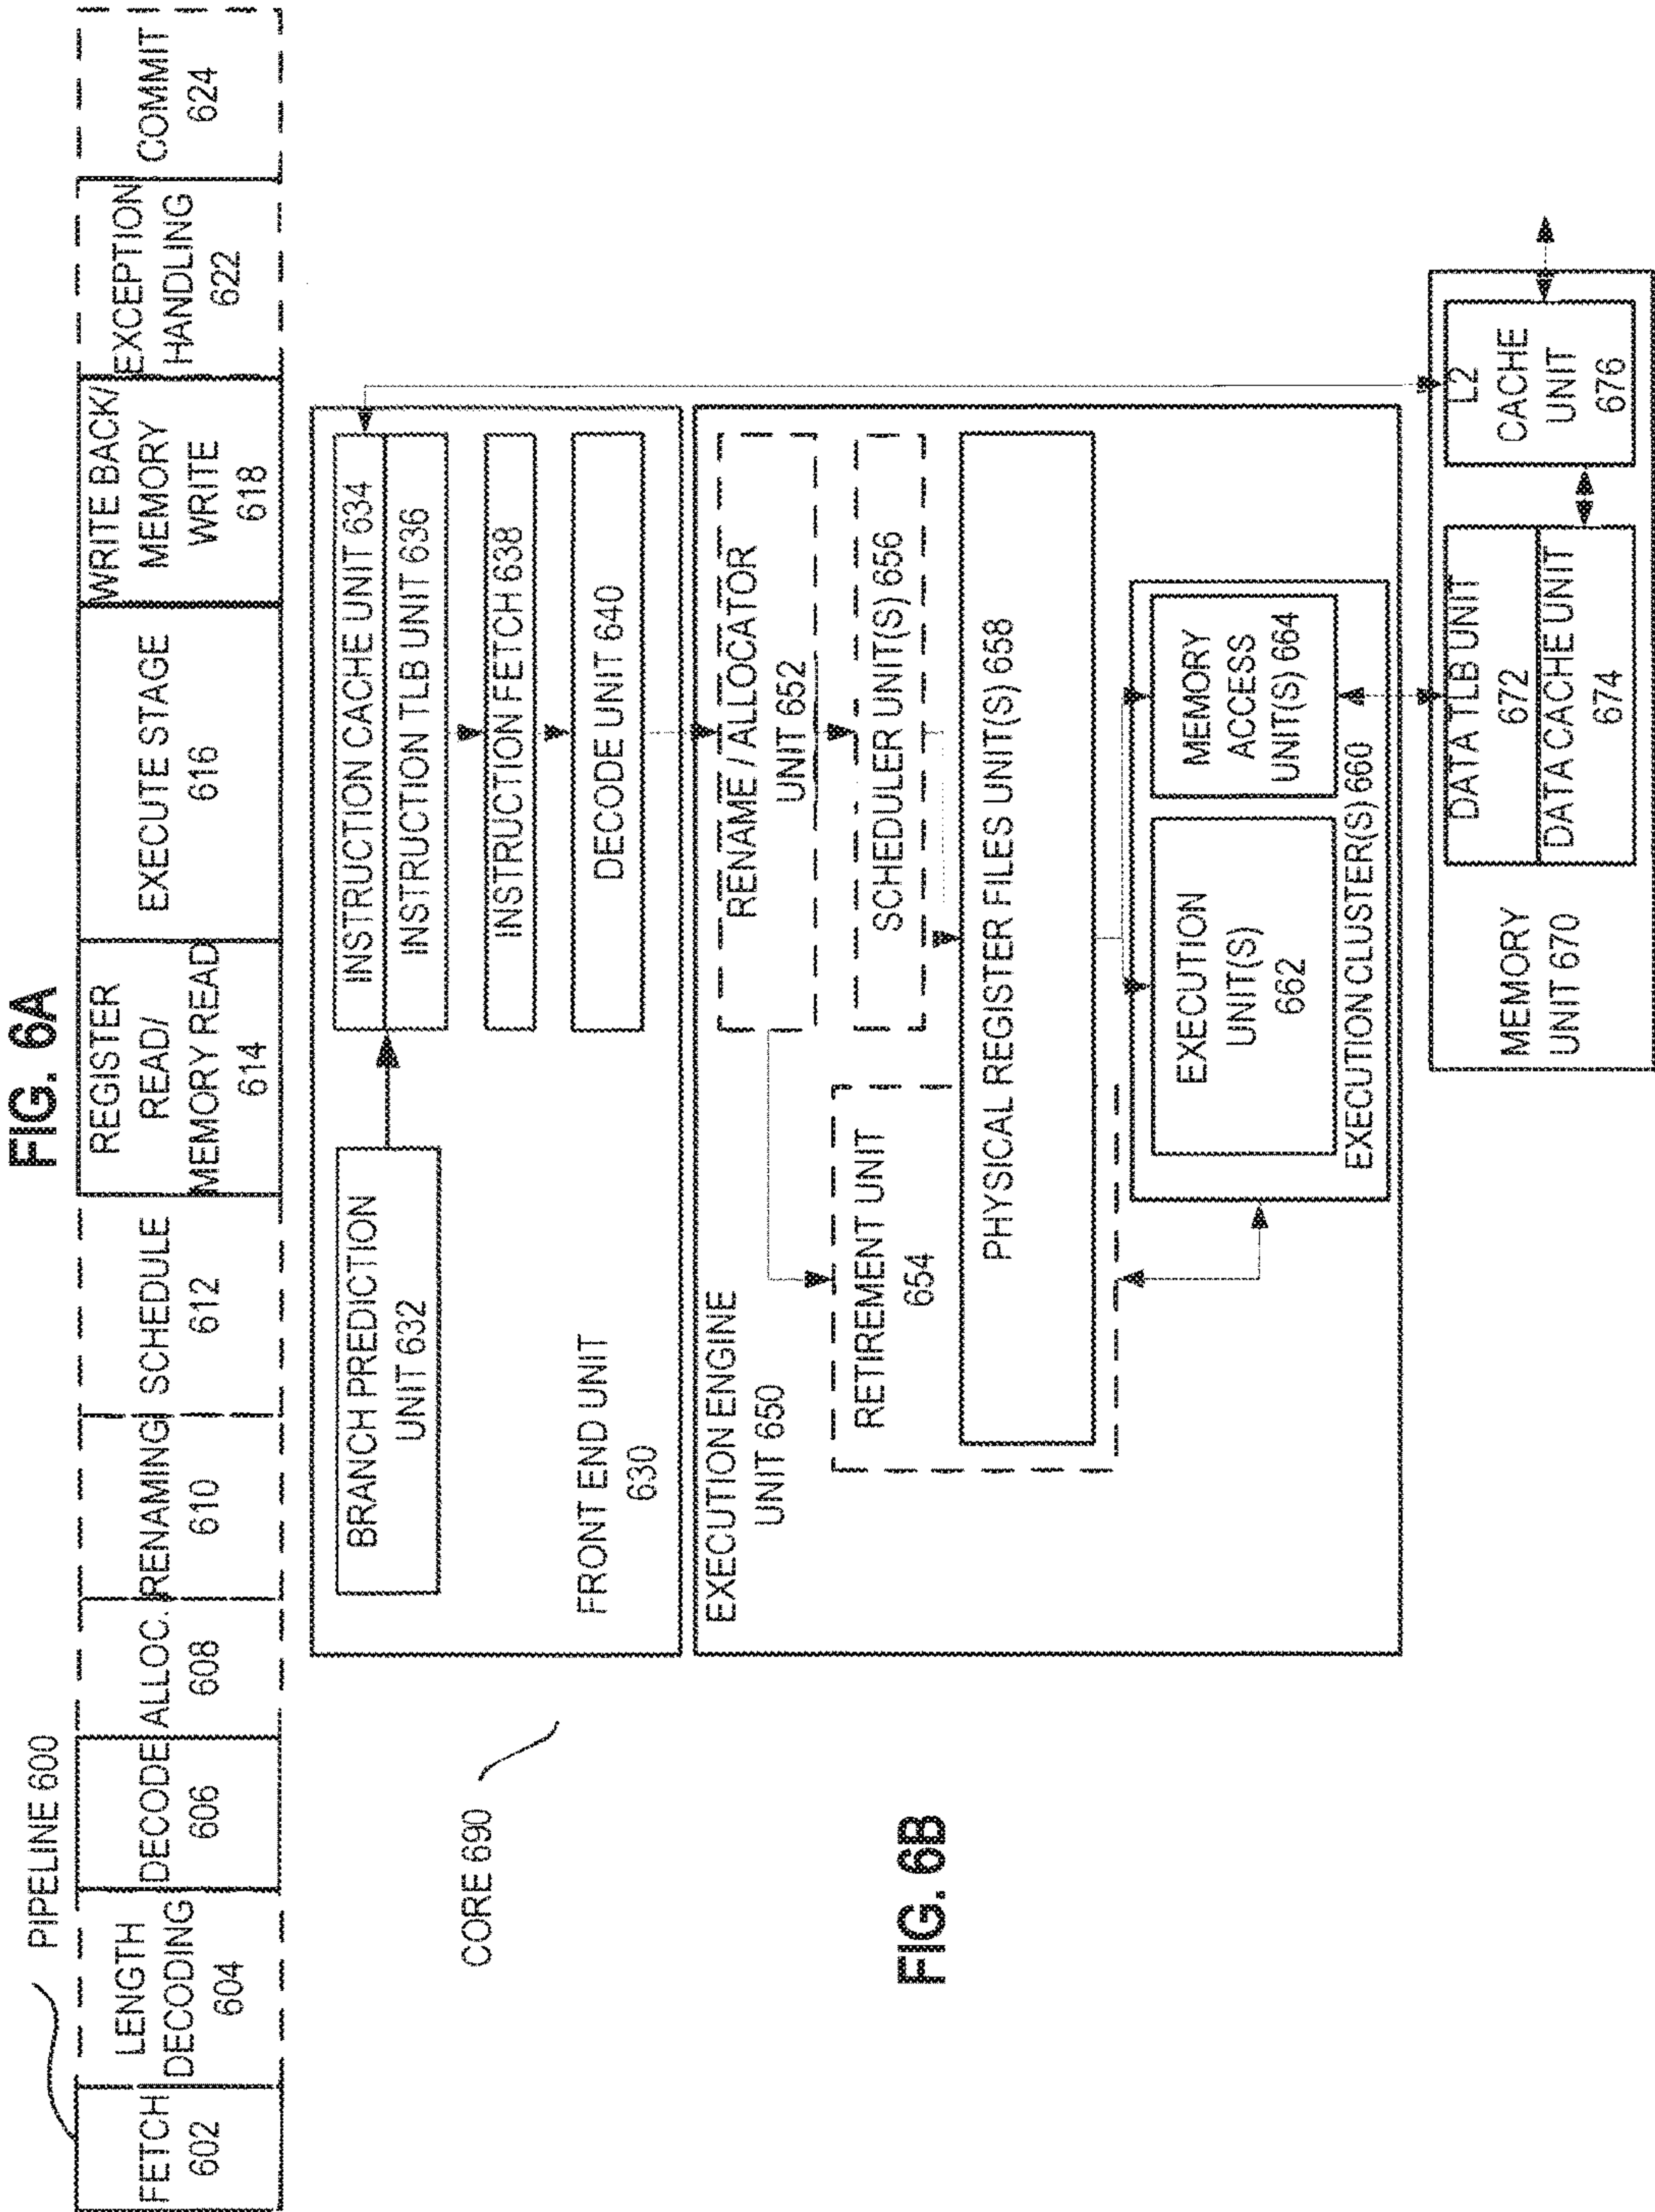 FIG. 6A
PIPELINE 600
FETCH
602
LENGTH
DECODING
604
DECODE
606
ALLOC.
608
RENAMING
610
SCHEDULE
612
REGISTER
READ/
MEMORY READ
614
EXECUTE STAGE
616
WRITE BACK/
MEMORY
WRITE
618
EXCEPTION
HANDLING
622
COMMIT
624
CORE 690
FIG. 6B
BRANCH PREDICTION
UNIT 632
INSTRUCTION CACHE UNIT 634
INSTRUCTION TLB UNIT 636
INSTRUCTION FETCH 638
DECODE UNIT 640
FRONT END UNIT
630
EXECUTION ENGINE
UNIT 650
RENAME / ALLOCATOR
UNIT 652
RETIREMENT UNIT
654
SCHEDULER UNIT(S) 656
PHYSICAL REGISTER FILES UNIT(S) 658
EXECUTION
UNIT(S)
662
MEMORY
ACCESS
UNIT(S) 664
EXECUTION CLUSTER(S) 660
MEMORY
UNIT 670
DATA TLB UNIT
672
DATA CACHE UNIT
674
L2
CACHE
UNIT
676